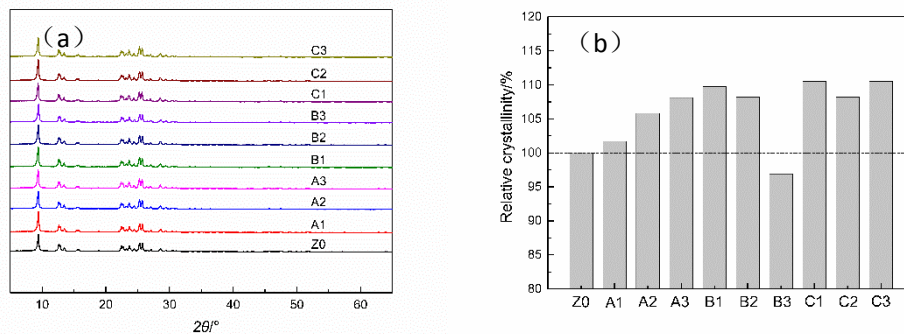 (a)
C3
C2
C1
B3
B2
B1
A3
A2
A1
Z0
10 20 30 40 50 60
2θ/°
(b)
Relative crystallinity/%
120
115
110
105
100
95
90
85
80
Z0 A1 A2 A3 B1 B2 B3 C1 C2 C3